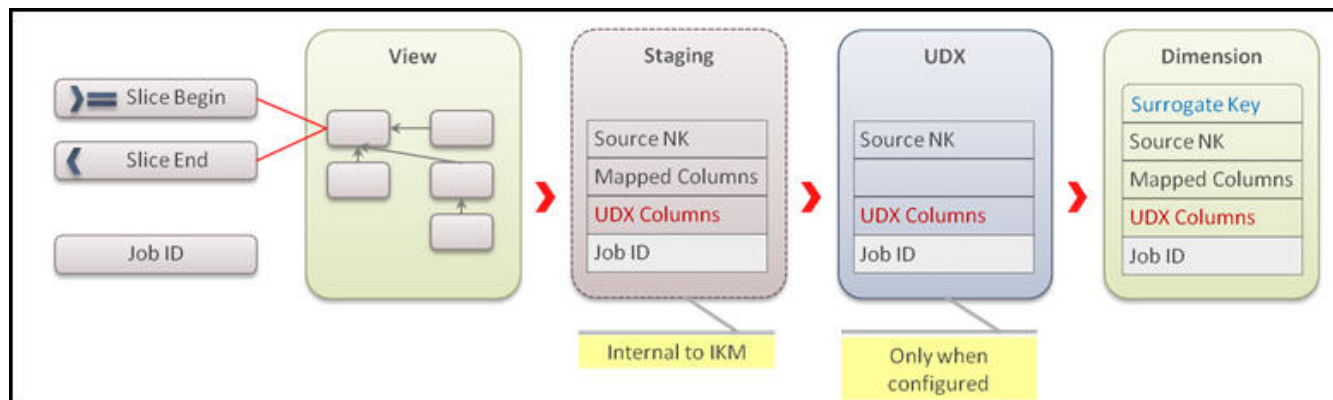 Slice Begin
Slice End
Job ID
View
Staging
Source NK
Mapped Columns
UDX Columns
Job ID
Internal to IKM
UDX
Source NK
UDX Columns
Job ID
Only when
configured
Dimension
Surrogate Key
Source NK
Mapped Columns
UDX Columns
Job ID